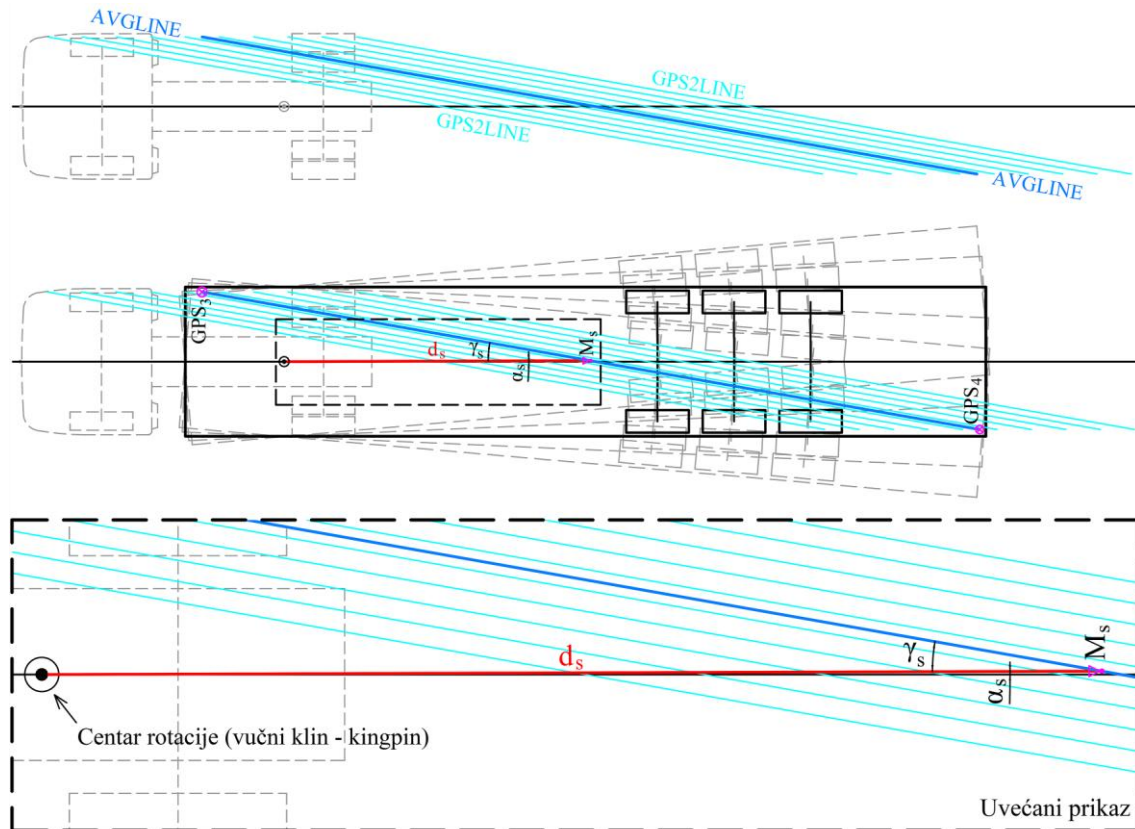 AVGLINE
GPS2LINE
GPS2LINE
AVGLINE
GPS₃
dₛ
γₛ
αₛ
Mₛ
GPS₄
Mₛ
γₛ
dₛ
αₛ
Centar rotacije (vučni klin - kingpin)
Uvećani prikaz